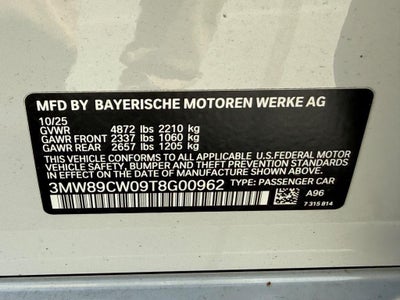 MFD BY BAYERISCHE MOTOREN WERKE AG
10/25
GVWR 4872 lbs 2210 kg
GAWR FRONT 2337 lbs 1060 kg
GAWR REAR 2657 lbs 1205 kg
THIS VEHICLE CONFORMS TO ALL APPLICABLE U.S.FEDERAL MOTOR
VEHICLE SAFETY, BUMPER, AND THEFT PREVENTION STANDARDS
IN EFFECT ON THE DATE OF MANUFACTURE SHOWN ABOVE.
3MW89CW09T8G00962 TYPE: PASSENGER CAR
A96
7 315 814